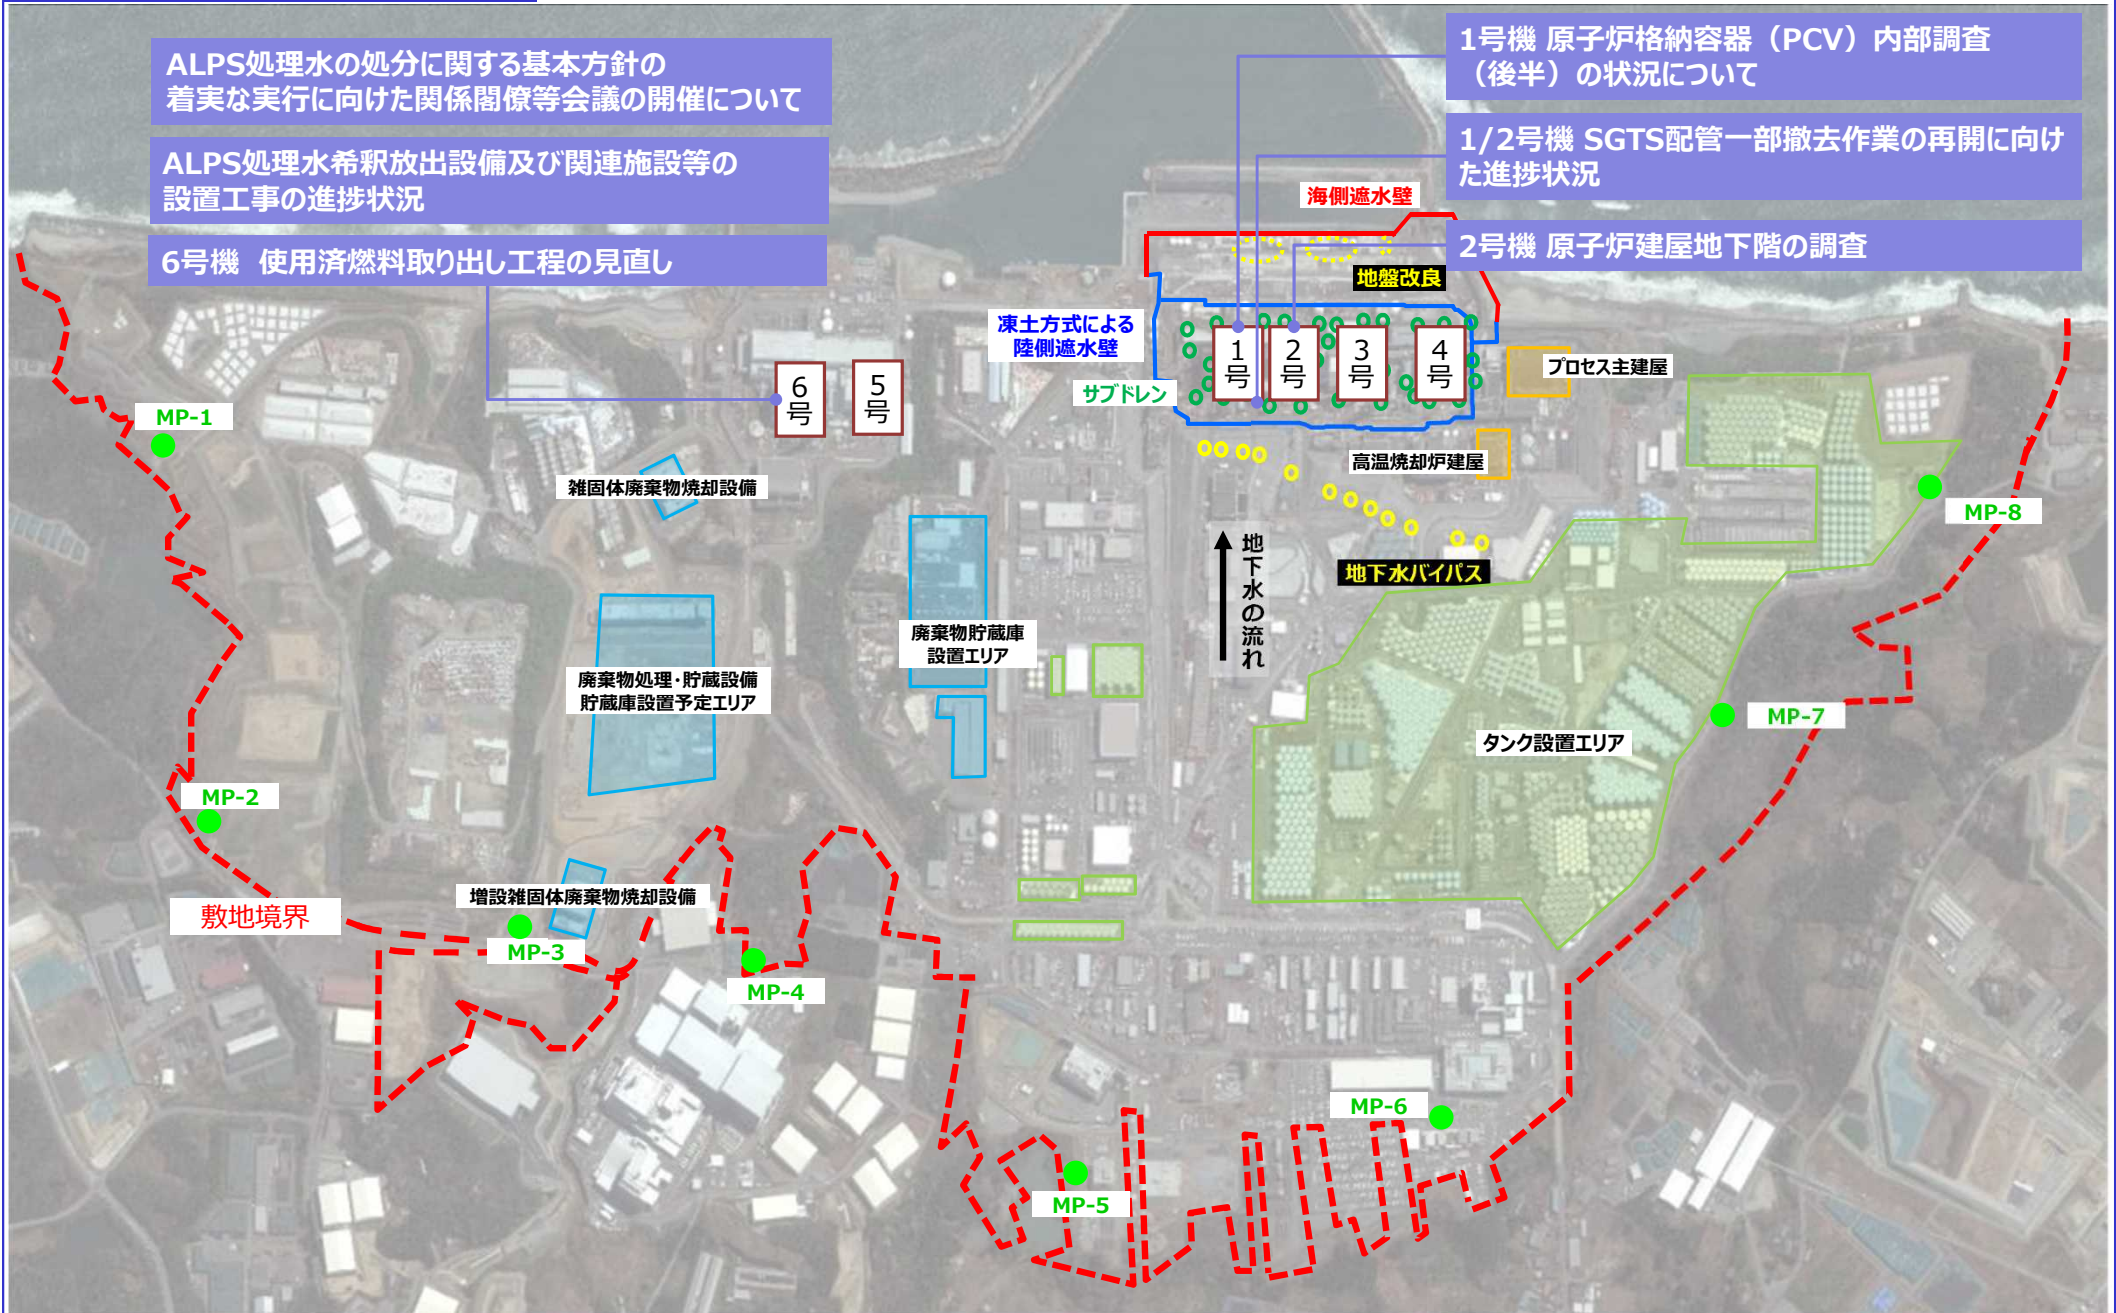 ALPS処理水の処分に関する基本方針の
着実な実行に向けた関係閣僚等会議の開催について
ALPS処理水希釈放出設備及び関連施設等の
設置工事の進捗状況
6号機 使用済燃料取り出し工程の見直し
1号機 原子炉格納容器（PCV）内部調査
（後半）の状況について
1/2号機 SGTS配管一部撤去作業の再開に向け
た進捗状況
2号機 原子炉建屋地下階の調査
海側遮水壁
地盤改良
凍土方式による
陸側遮水壁
サブドレン
1号
2号
3号
4号
プロセス主建屋
6号
5号
高温焼却炉建屋
MP-1
雑固体廃棄物焼却設備
MP-8
地下水バイパス
地下水の流れ
廃棄物貯蔵庫
設置エリア
廃棄物処理・貯蔵設備
貯蔵庫設置予定エリア
MP-7
タンク設置エリア
MP-2
増設雑固体廃棄物焼却設備
敷地境界
MP-3
MP-4
MP-6
MP-5